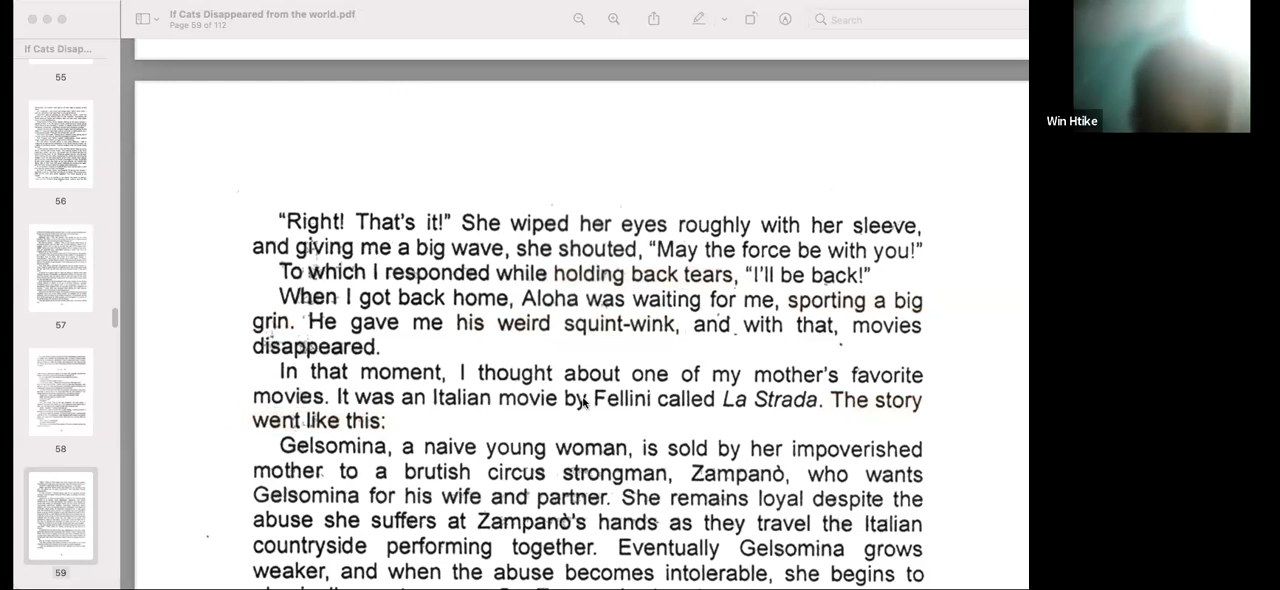 If Cats Disappeared from the world.pdf
Page 59 of 112
Search
If Cats Disap...
55
56
57
58
59
Win Htike
“Right! That's it!” She wiped her eyes roughly with her sleeve,
and giving me a big wave, she shouted, “May the force be with you!”
To which I responded while holding back tears, “I'll be back!”
When I got back home, Aloha was waiting for me, sporting a big
grin. He gave me his weird squint-wink, and with that, movies
disappeared.
In that moment, I thought about one of my mother's favorite
movies. It was an Italian movie by Fellini called La Strada. The story
went like this:
Gelsomina, a naive young woman, is sold by her impoverished
mother to a brutish circus strongman, Zampanò, who wants
Gelsomina for his wife and partner. She remains loyal despite the
abuse she suffers at Zampanò's hands as they travel the Italian
countryside performing together. Eventually Gelsomina grows
weaker, and when the abuse becomes intolerable, she begins to